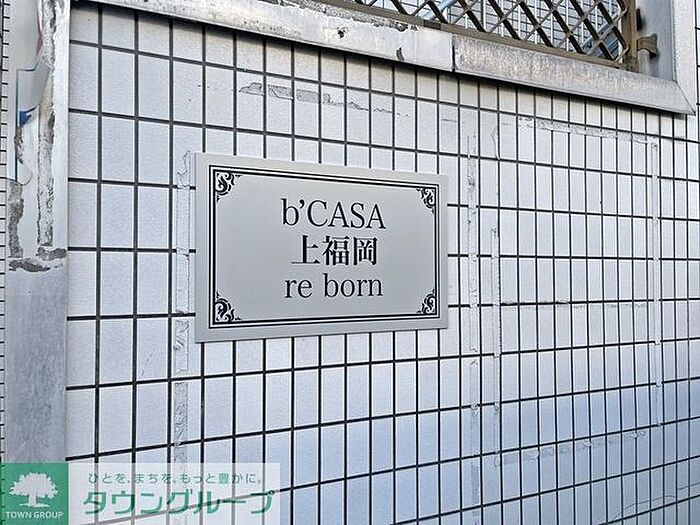 b'CASA
上福岡
re born
ひとを、まちを、もっと豊かに。
タウングループ
TOWN GROUP